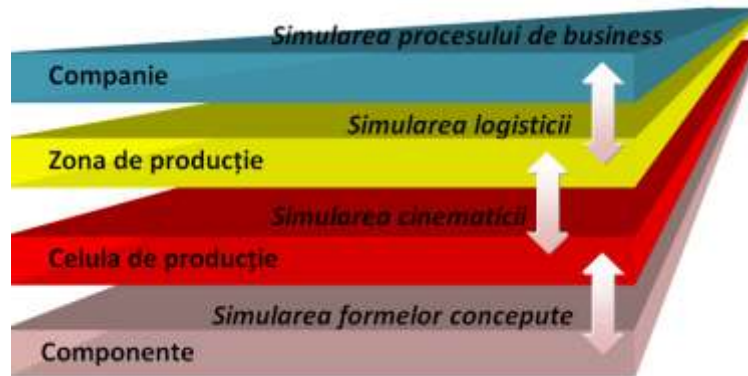 Simularea procesului de business
Companie
Simularea logisticii
Zona de producție
Simularea cinematicii
Celula de producție
Simularea formelor concepute
Componente